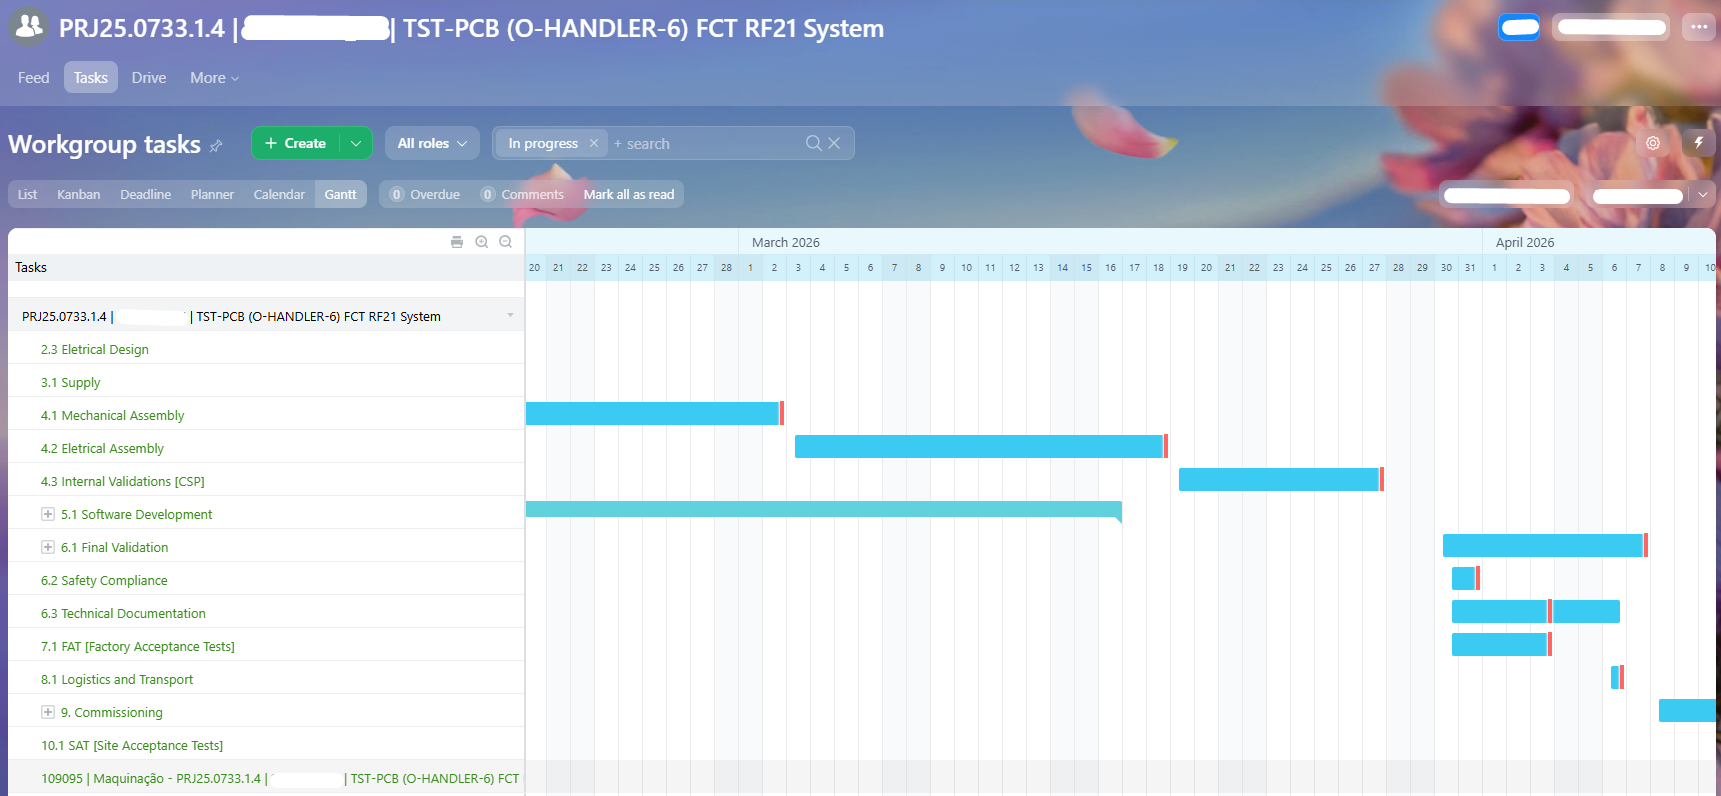 PRJ25.0733.1.4 | | TST-PCB (O-HANDLER-6) FCT RF21 System
Feed Tasks Drive More
Workgroup tasks + Create All roles In progress × + search
List Kanban Deadline Planner Calendar Gantt 0 Overdue 0 Comments Mark all as read
March 2026 April 2026
Tasks 20 21 22 23 24 25 26 27 28 1 2 3 4 5 6 7 8 9 10 11 12 13 14 15 16 17 18 19 20 21 22 23 24 25 26 27 28 29 30 31 1 2 3 4 5 6 7 8 9 10
PRJ25.0733.1.4 | | TST-PCB (O-HANDLER-6) FCT RF21 System
2.3 Eletrical Design
3.1 Supply
4.1 Mechanical Assembly
4.2 Eletrical Assembly
4.3 Internal Validations [CSP]
5.1 Software Development
6.1 Final Validation
6.2 Safety Compliance
6.3 Technical Documentation
7.1 FAT [Factory Acceptance Tests]
8.1 Logistics and Transport
9. Commissioning
10.1 SAT [Site Acceptance Tests]
109095 | Maquinação - PRJ25.0733.1.4 | | TST-PCB (O-HANDLER-6) FCT